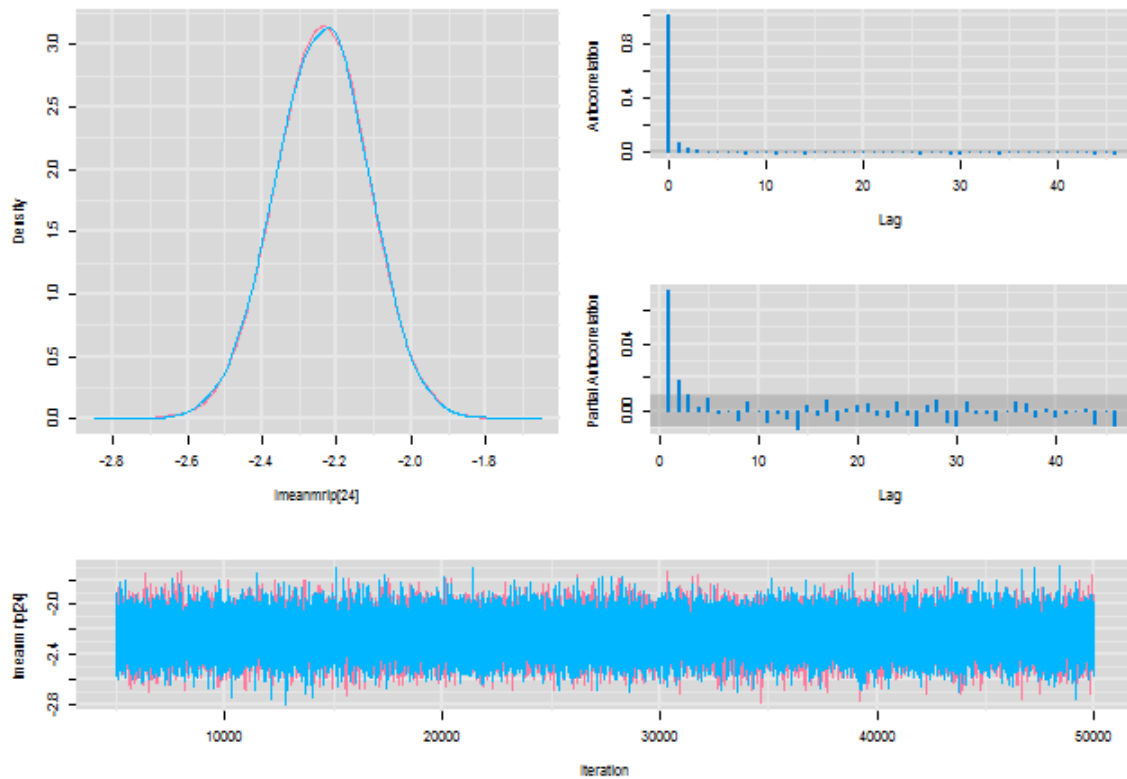 Density
0.0 0.5 1.0 1.5 2.0 2.5 3.0
-2.8 -2.6 -2.4 -2.2 -2.0 -1.8
lmeanmrip[24]
Autocorrelation
0.0 0.4 0.8
0 10 20 30 40
Lag
Partial Autocorrelation
0.00 0.04
0 10 20 30 40
Lag
lmeanmrip[24]
-2.8 -2.4 -2.0
10000 20000 30000 40000 50000
Iteration